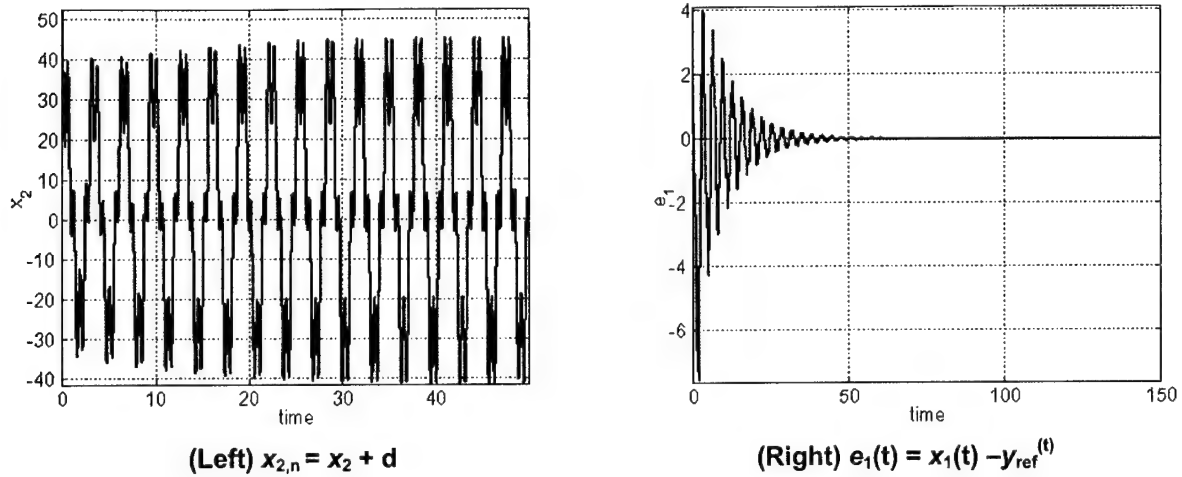 50
40
30
20
10
0
-10
-20
-30
-40
x2
0 10 20 30 40
time
(Left) x2,n = x2 + d
4
2
0
-2
-4
-6
e1
0 50 100 150
time
(Right) e1(t) = x1(t) –yref(t)